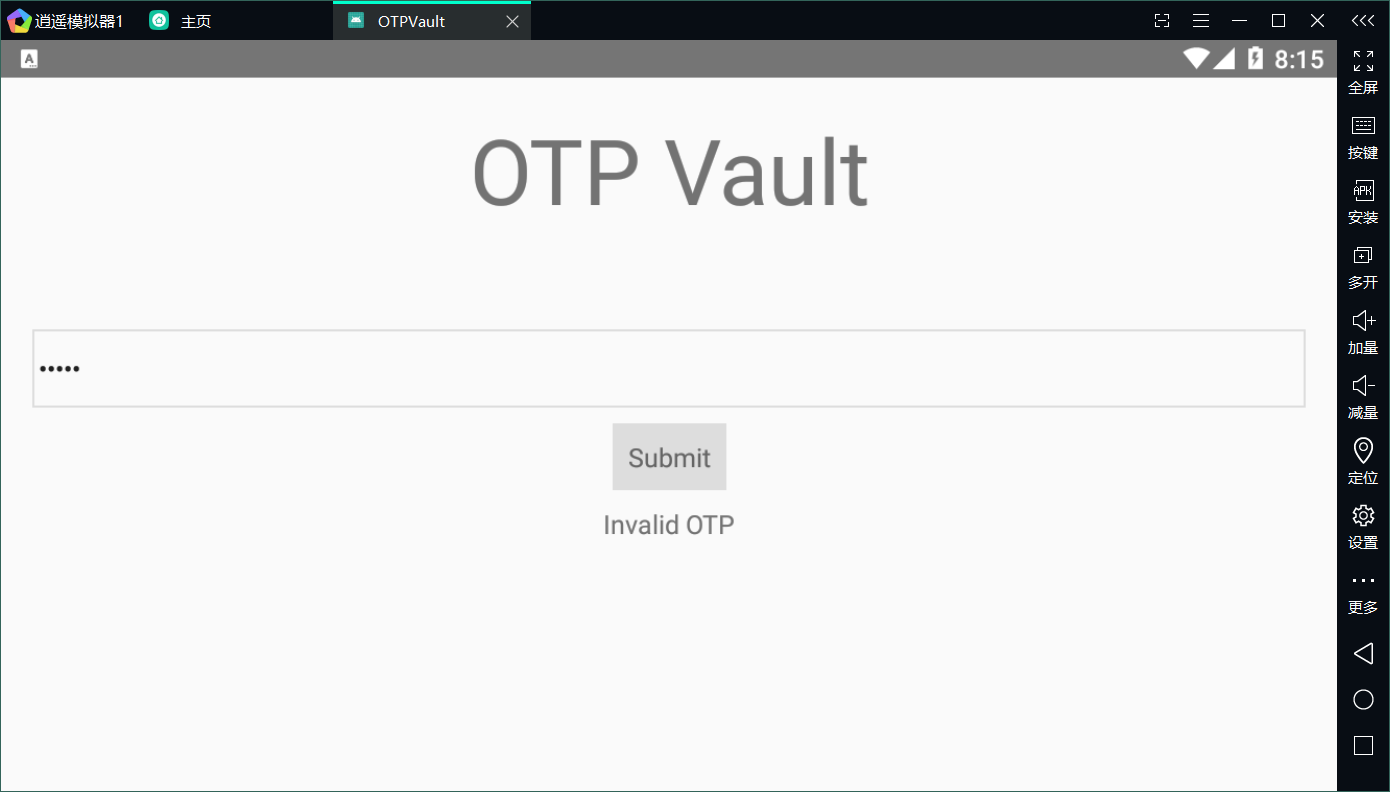 逍遥模拟器1
主页
OTPVault
A
8:15
OTP Vault
•••••
Submit
Invalid OTP
全屏
按键
APK
安装
多开
加量
减量
定位
设置
更多